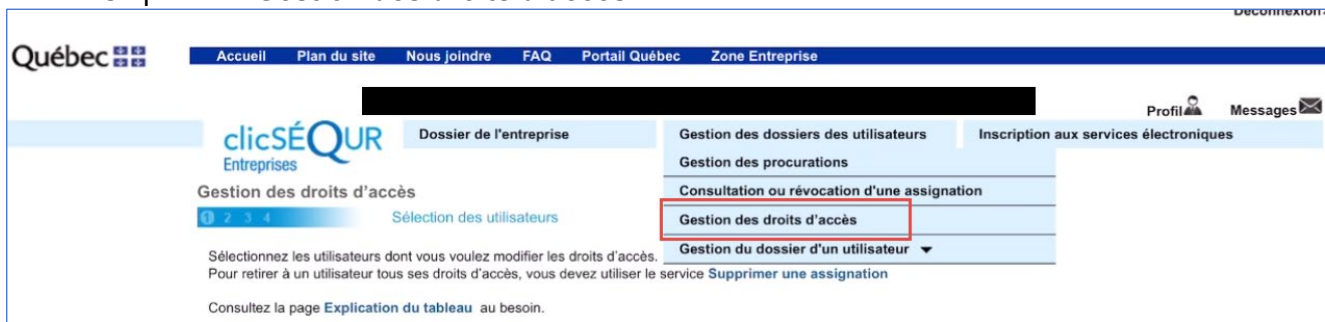 Déconnexion
Québec
Accueil Plan du site Nous joindre FAQ Portail Québec Zone Entreprise
Profil Messages
clicSÉQUR
Entreprises
Dossier de l'entreprise Gestion des dossiers des utilisateurs Inscription aux services électroniques
Gestion des procurations
Consultation ou révocation d'une assignation
Gestion des droits d'accès
Gestion du dossier d'un utilisateur
Gestion des droits d'accès
1 2 3 4 Sélection des utilisateurs
Sélectionnez les utilisateurs dont vous voulez modifier les droits d'accès.
Pour retirer à un utilisateur tous ses droits d'accès, vous devez utiliser le service Supprimer une assignation
Consultez la page Explication du tableau au besoin.